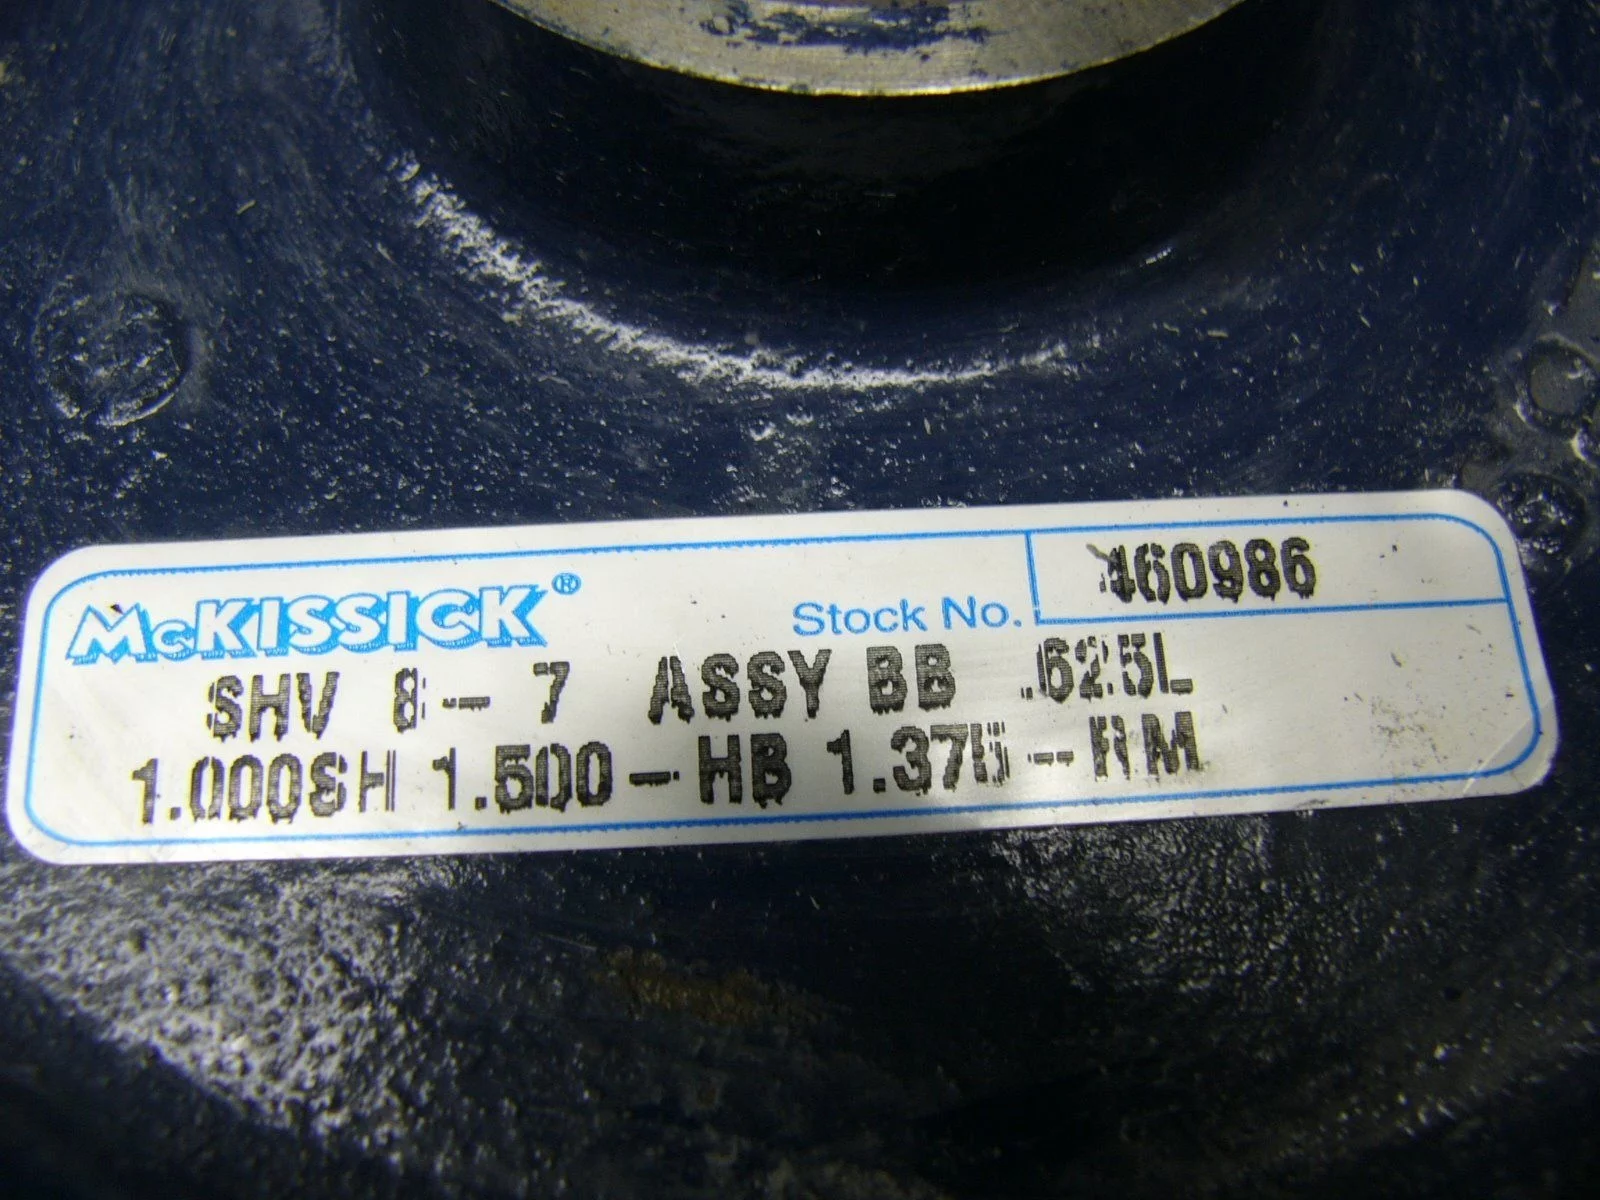 McKISSICK®
Stock No. 460986
SHV 8-7 ASSY BB .625L
1.000SH 1.500-HB 1.375-RM